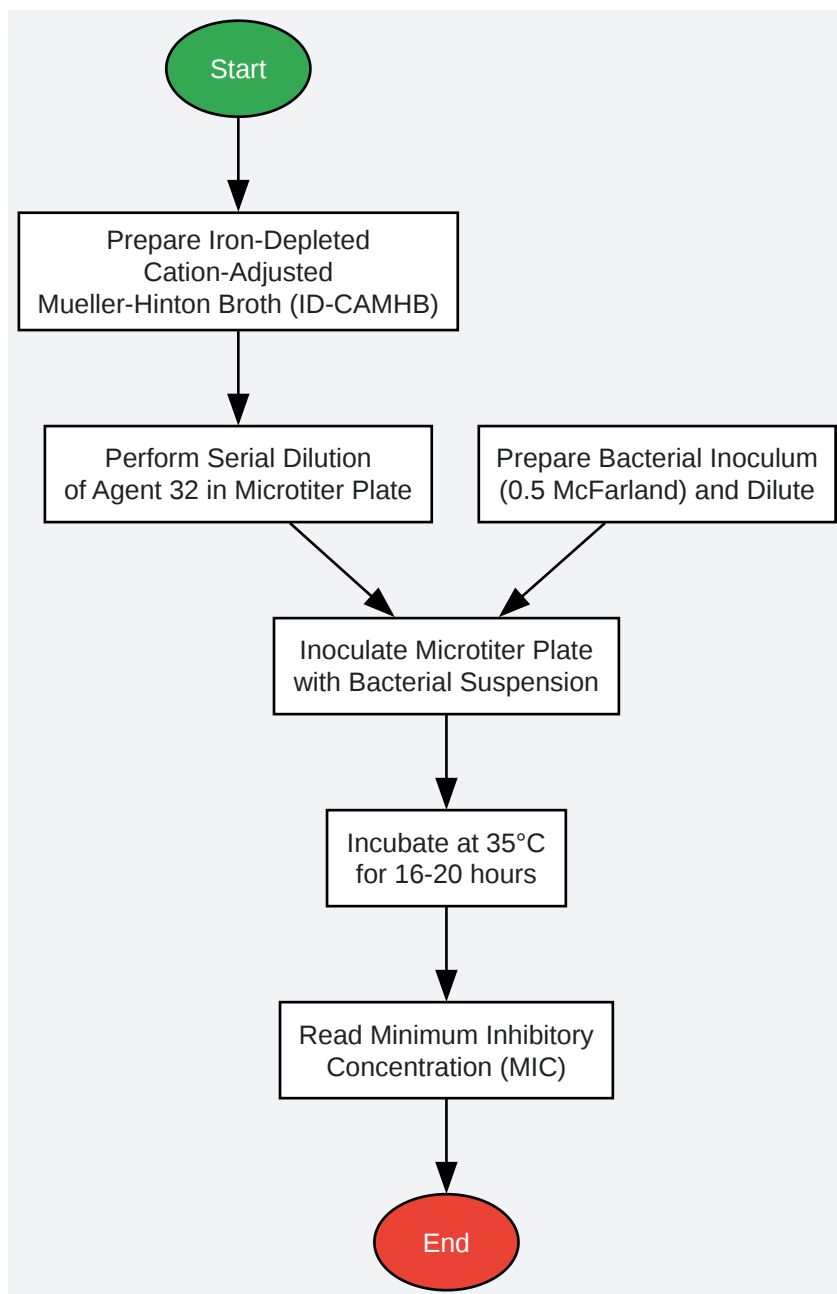 Start
Prepare Iron-Depleted
Cation-Adjusted
Mueller-Hinton Broth (ID-CAMHB)
Perform Serial Dilution
of Agent 32 in Microtiter Plate
Prepare Bacterial Inoculum
(0.5 McFarland) and Dilute
Inoculate Microtiter Plate
with Bacterial Suspension
Incubate at 35°C
for 16-20 hours
Read Minimum Inhibitory
Concentration (MIC)
End